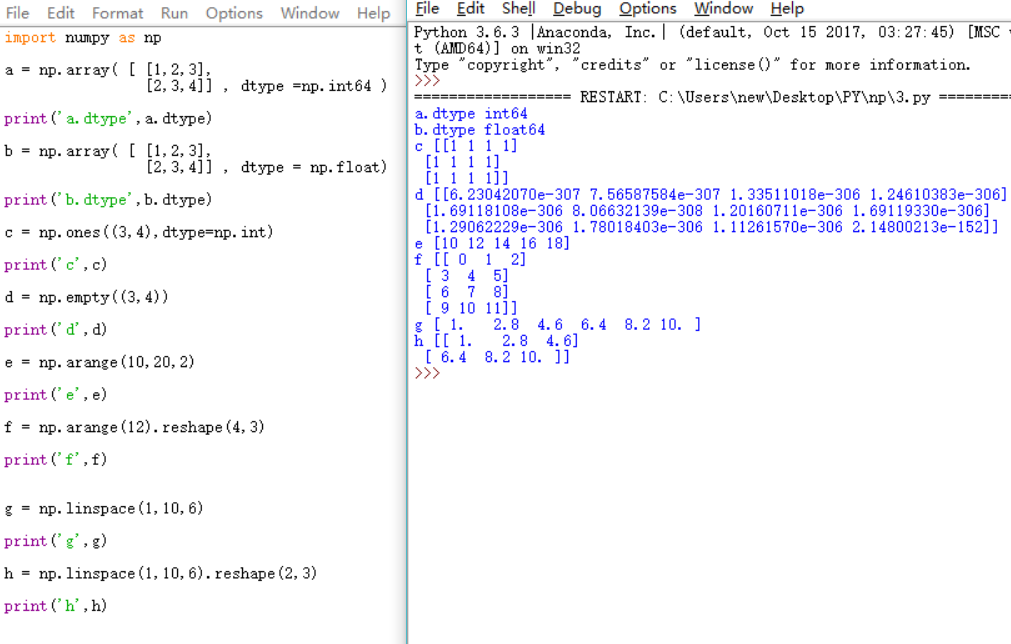 File Edit Format Run Options Window Help
import numpy as np
a = np.array( [ [1,2,3],
[2,3,4]] , dtype =np.int64 )
print('a.dtype',a.dtype)
b = np.array( [ [1,2,3],
[2,3,4]] , dtype = np.float)
print('b.dtype',b.dtype)
c = np.ones((3,4),dtype=np.int)
print('c',c)
d = np.empty((3,4))
print('d',d)
e = np.arange(10,20,2)
print('e',e)
f = np.arange(12).reshape(4,3)
print('f',f)
g = np.linspace(1,10,6)
print('g',g)
h = np.linspace(1,10,6).reshape(2,3)
print('h',h)
File Edit Shell Debug Options Window Help
Python 3.6.3 |Anaconda, Inc.| (default, Oct 15 2017, 03:27:45) [MSC
t (AMD64)] on win32
Type "copyright", "credits" or "license()" for more information.
>>>
================== RESTART: C:\Users\new\Desktop\PY\np\3.py ========
a.dtype int64
b.dtype float64
c [[1 1 1 1]
[1 1 1 1]
[1 1 1 1]]
d [[6.23042070e-307 7.56587584e-307 1.33511018e-306 1.24610383e-306]
[1.69118108e-306 8.06632139e-308 1.20160711e-306 1.69119330e-306]
[1.29062229e-306 1.78018403e-306 1.11261570e-306 2.14800213e-152]]
e [10 12 14 16 18]
f [[ 0 1 2]
[ 3 4 5]
[ 6 7 8]
[ 9 10 11]]
g [ 1. 2.8 4.6 6.4 8.2 10. ]
h [[ 1. 2.8 4.6]
[ 6.4 8.2 10. ]]
>>>